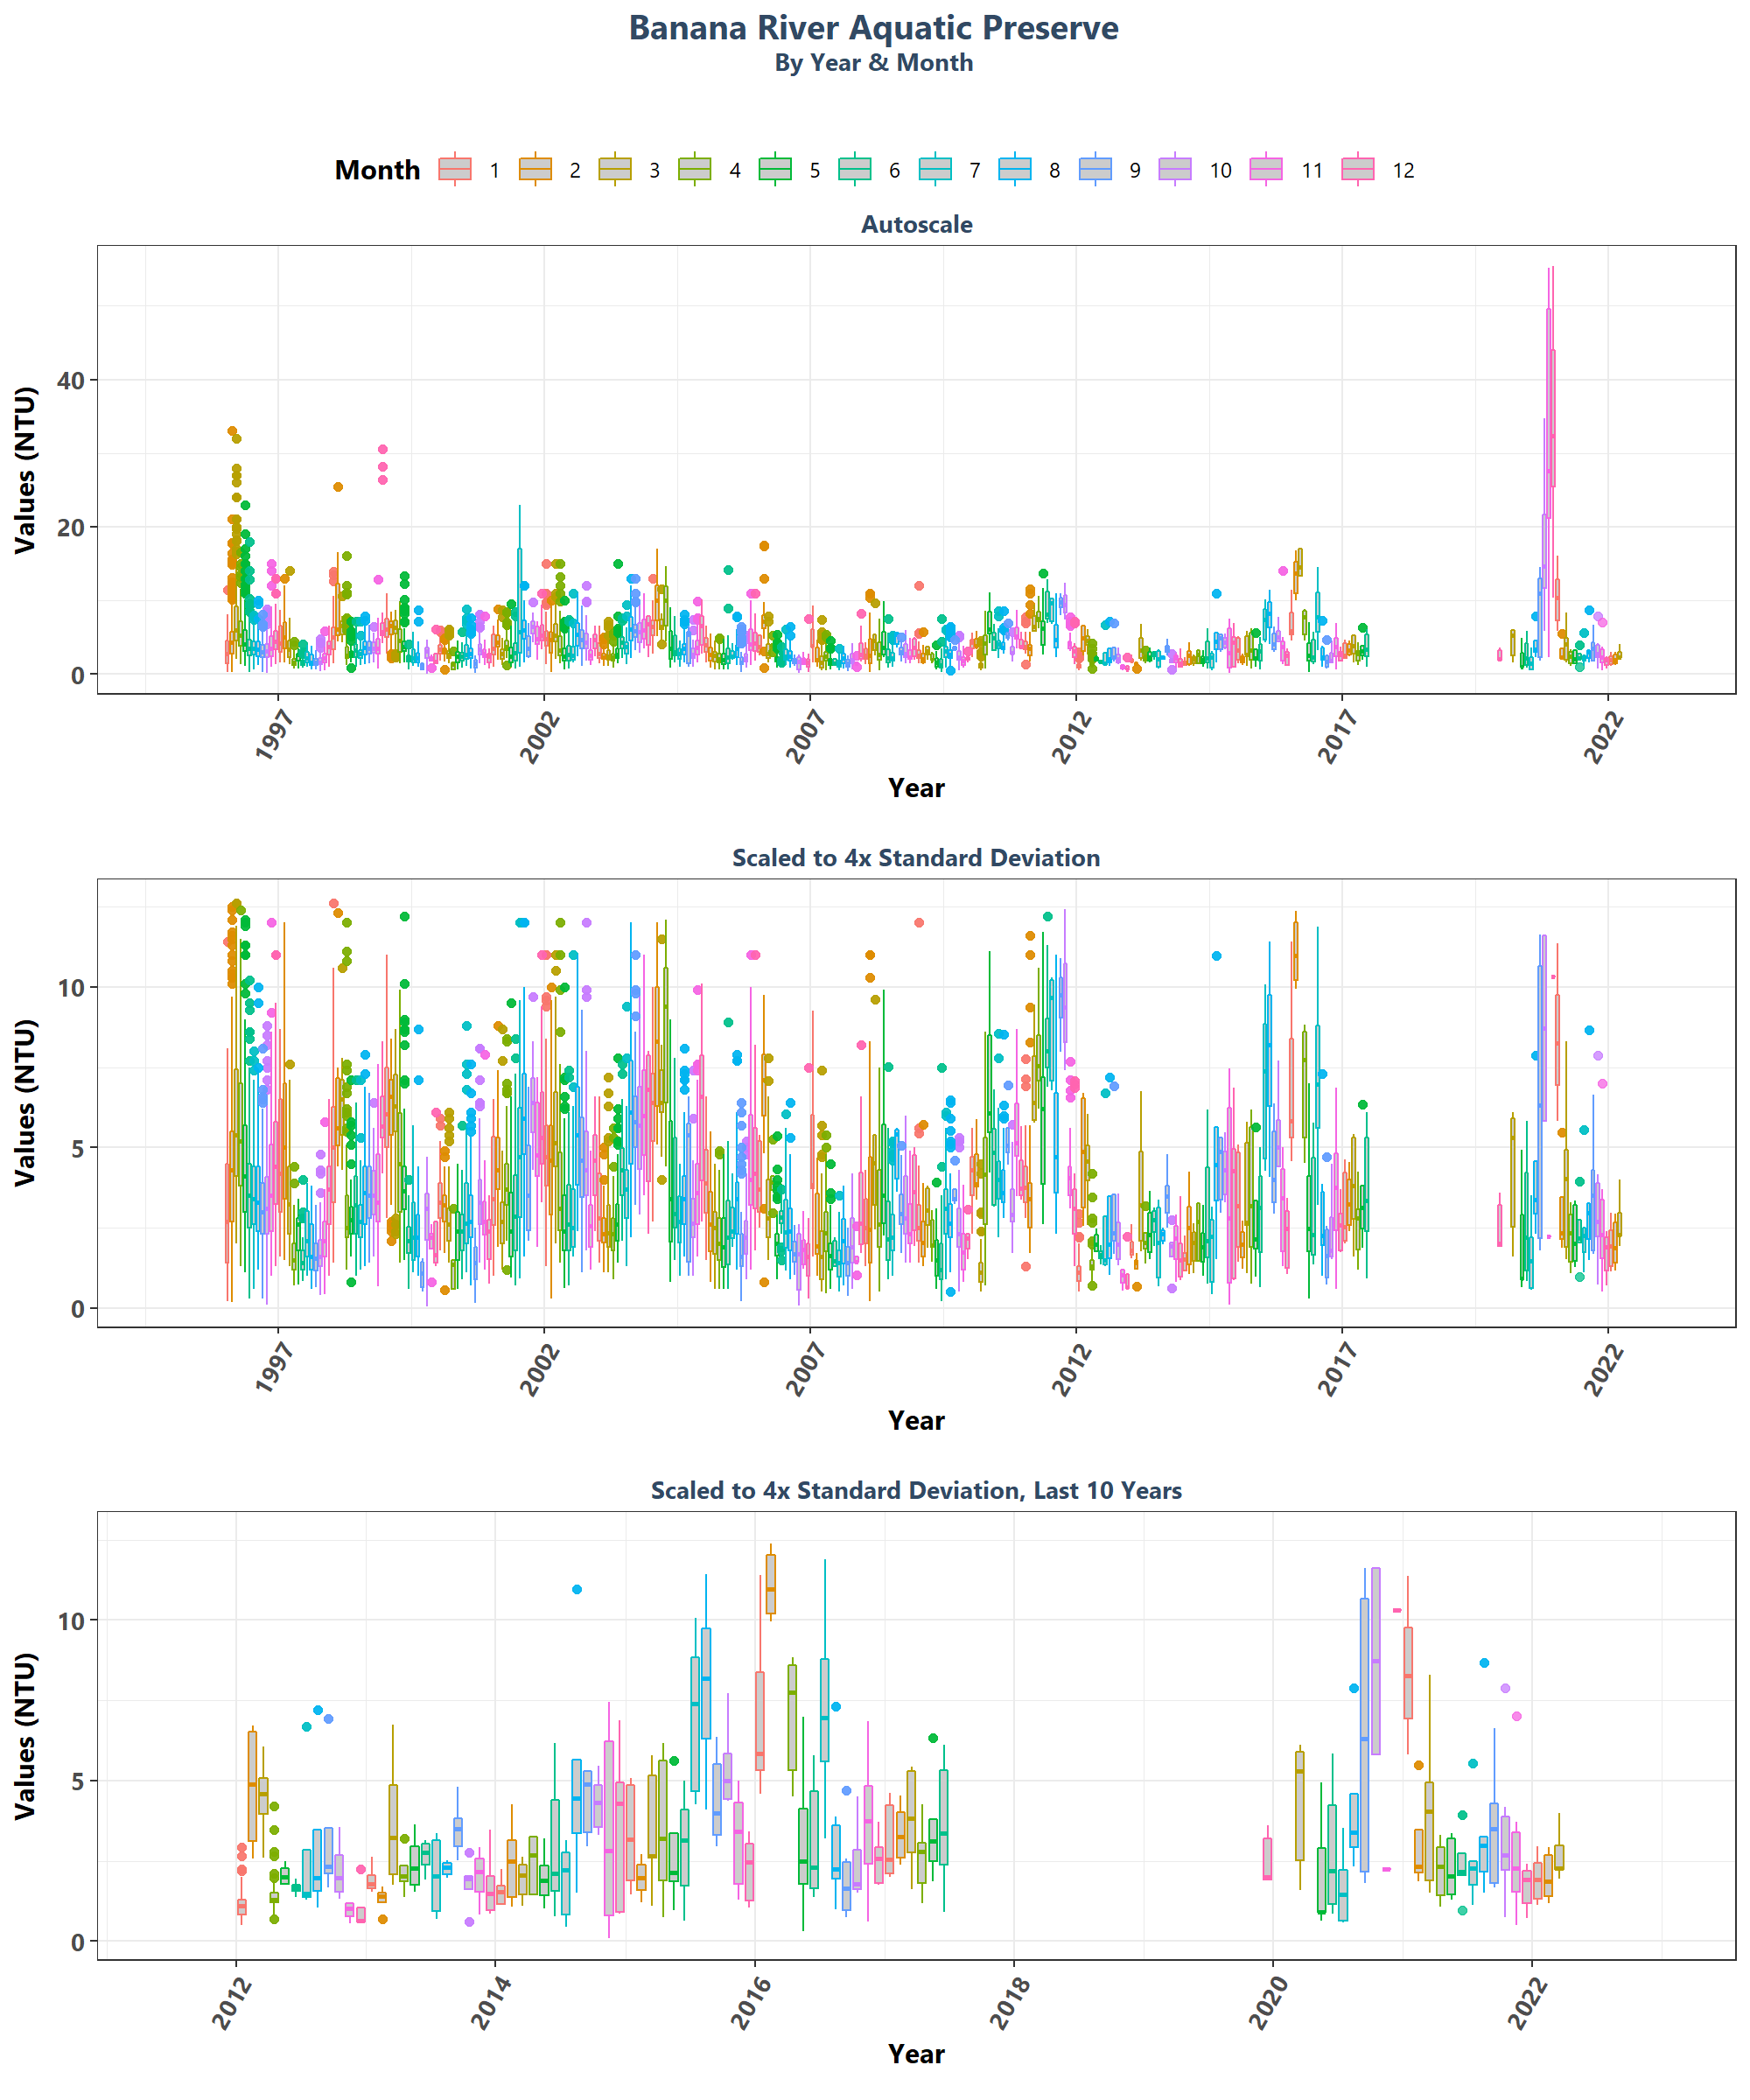 Banana River Aquatic Preserve
By Year & Month
Month 1 2 3 4 5 6 7 8 9 10 11 12
Autoscale
Values (NTU)
40
20
0
1997 2002 2007 2012 2017 2022
Year
Scaled to 4x Standard Deviation
Values (NTU)
10
5
0
1997 2002 2007 2012 2017 2022
Year
Scaled to 4x Standard Deviation, Last 10 Years
Values (NTU)
10
5
0
2012 2014 2016 2018 2020 2022
Year